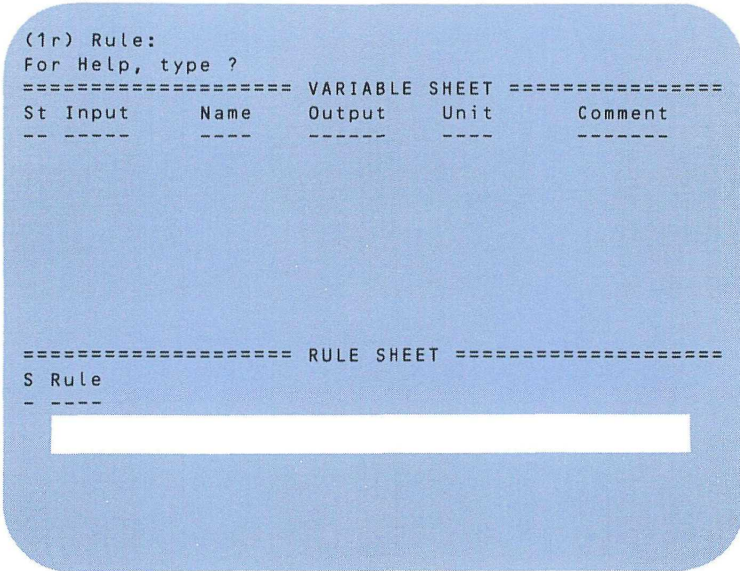 (1r) Rule:
For Help, type ?
==================== VARIABLE SHEET ================
St Input Name Output Unit Comment
-- ----- ---- ------ ---- -------
==================== RULE SHEET ====================
S Rule
- ----